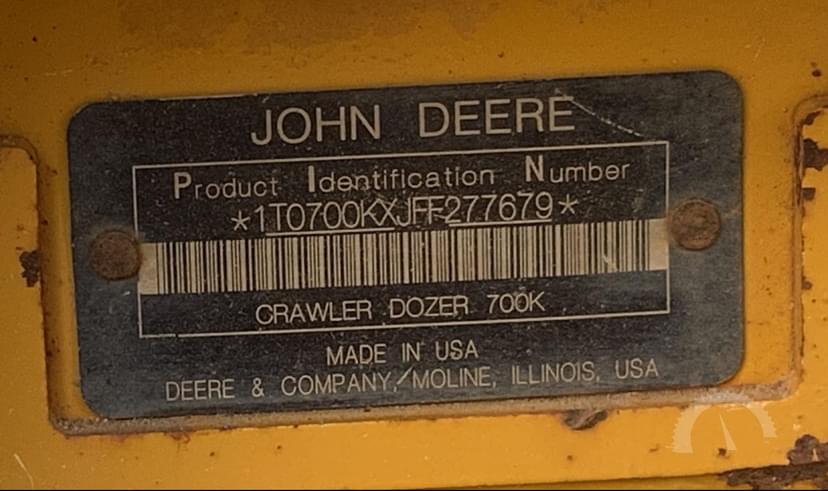 JOHN DEERE
Product Identification Number
*1T0700KXJFF277679*
CRAWLER DOZER 700K
MADE IN USA
DEERE & COMPANY/MOLINE, ILLINOIS, USA